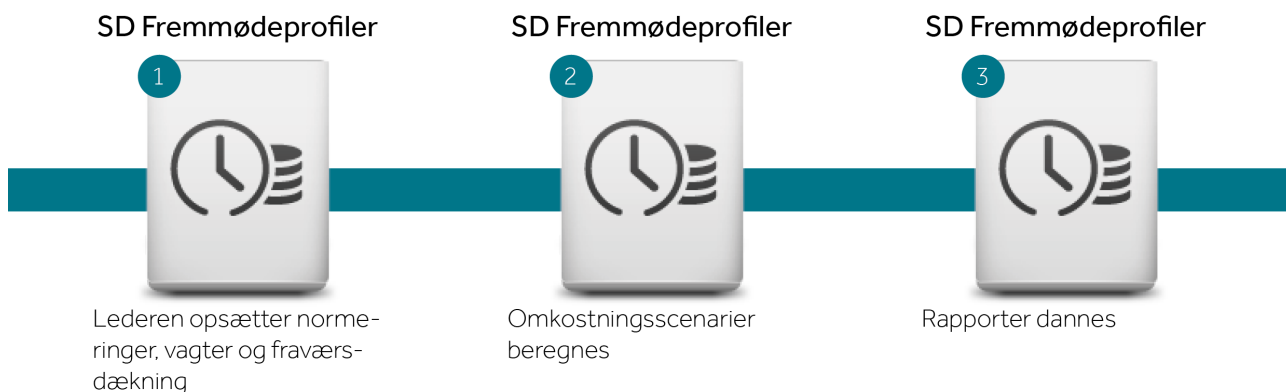 SD Fremmødeprofiler
1
Lederen opsætter norme-
ringer, vagter og fraværs-
dækning
SD Fremmødeprofiler
2
Omkostningsscenarier
beregnes
SD Fremmødeprofiler
3
Rapporter dannes